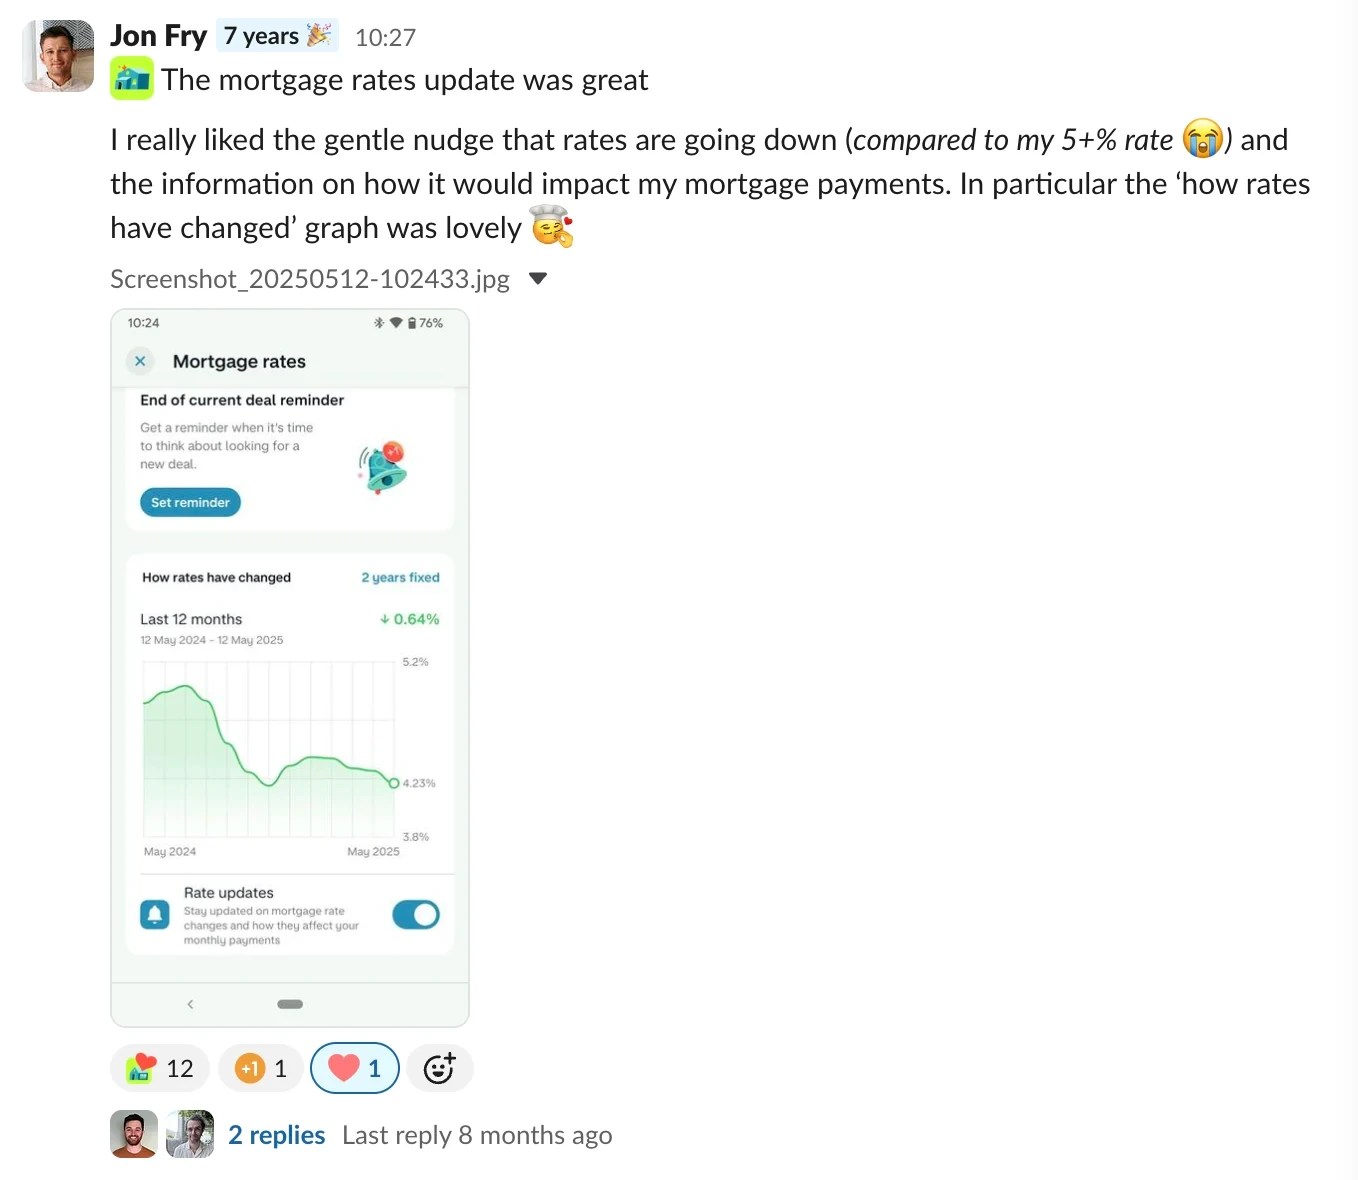 Jon Fry 7 years 🎉 10:27
The mortgage rates update was great
I really liked the gentle nudge that rates are going down (compared to my 5+% rate 😭) and
the information on how it would impact my mortgage payments. In particular the ‘how rates
have changed’ graph was lovely
Screenshot_20250512-102433.jpg
10:24 76%
Mortgage rates
End of current deal reminder
Get a reminder when it's time
to think about looking for a
new deal.
+1
Set reminder
How rates have changed 2 years fixed
Last 12 months ↓ 0.64%
12 May 2024 - 12 May 2025
5.2%
4.23%
3.8%
May 2024 May 2025
Rate updates
Stay updated on mortgage rate
changes and how they affect your
monthly payments
12 +1 1 1
2 replies Last reply 8 months ago